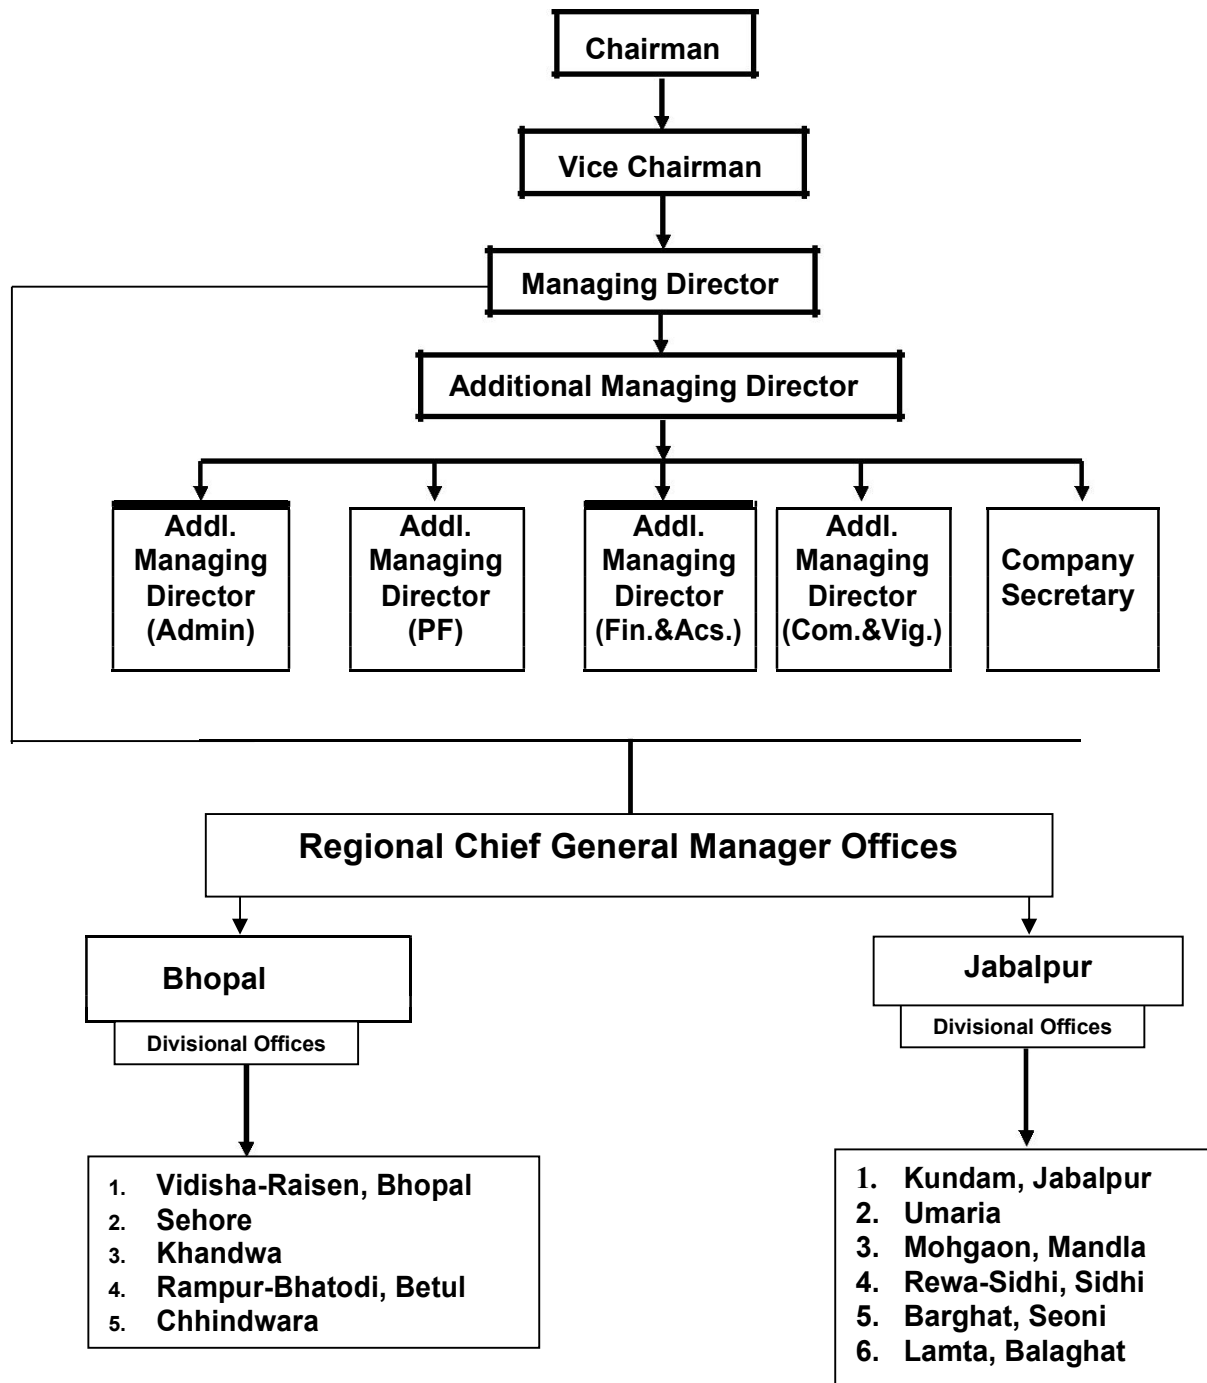 Chairman
Vice Chairman
Managing Director
Additional Managing Director
Addl.
Managing
Director
(Admin)
Addl.
Managing
Director
(PF)
Addl.
Managing
Director
(Fin.&Acs.)
Addl.
Managing
Director
(Com.&Vig.)
Company
Secretary
Regional Chief General Manager Offices
Bhopal
Divisional Offices
Jabalpur
Divisional Offices
1. Vidisha-Raisen, Bhopal
2. Sehore
3. Khandwa
4. Rampur-Bhatodi, Betul
5. Chhindwara
1. Kundam, Jabalpur
2. Umaria
3. Mohgaon, Mandla
4. Rewa-Sidhi, Sidhi
5. Barghat, Seoni
6. Lamta, Balaghat